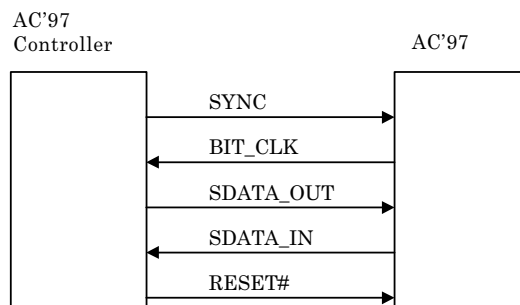 AC’97
Controller
AC’97
SYNC
BIT_CLK
SDATA_OUT
SDATA_IN
RESET#